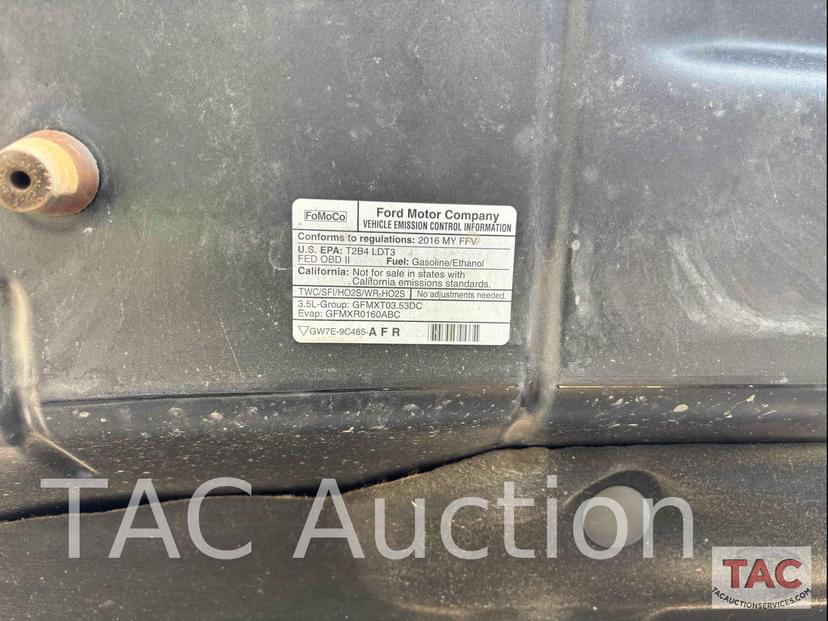 FoMoCo
Ford Motor Company
VEHICLE EMISSION CONTROL INFORMATION
Conforms to regulations: 2016 MY FFV
U.S. EPA: T2B4 LDT3
FED OBD II Fuel: Gasoline/Ethanol
California: Not for sale in states with
California emissions standards.
TWC/SFI/HO2S/WR-HO2S No adjustments needed.
3.5L-Group: GFMXT03.53DC
Evap: GFMXR0160ABC
GW7E-9C485-A F R
TAC Auction
TAC
TACAUCTIONSERVICES.COM